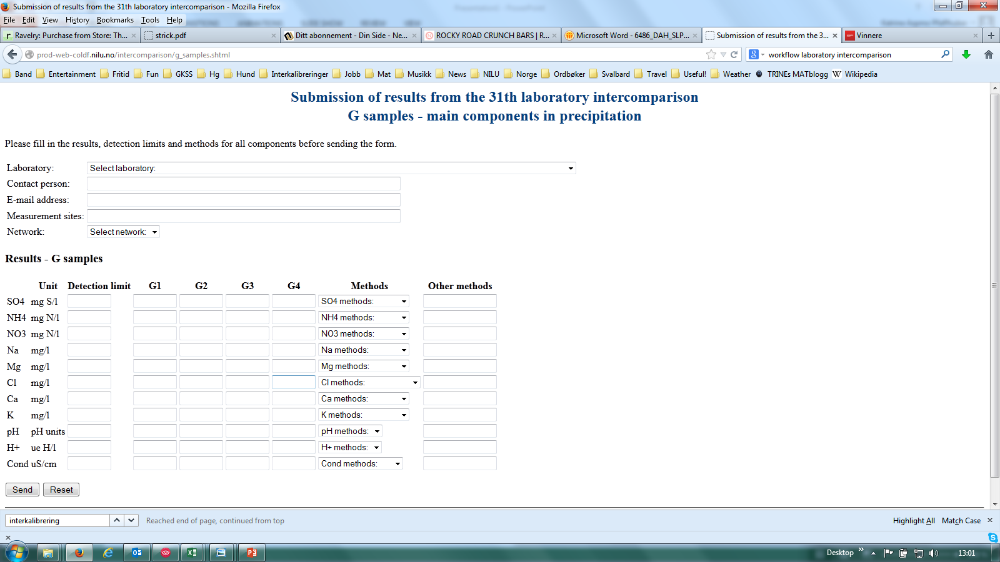 Submission of results from the 31th laboratory intercomparison - Mozilla Firefox
File Edit View History Bookmarks Tools Help
Ravelry: Purchase from Store: Th... strick.pdf Ditt abonnement - Din Side - Ne... ROCKY ROAD CRUNCH BARS | R... Microsoft Word - 6486_DAH_SLP... Submission of results from the 3... Vinnere
prod-web-coldf.nilu.no/intercomparison/g_samples.shtml workflow laboratory intercomparison
Band Entertainment Fritid Fun GKSS Hg Hund Interkalibreringer Jobb Mat Musikk News NILU Norge Ordbøker Svalbard Travel Useful! Weather TRINEs MATblogg Wikipedia
Submission of results from the 31th laboratory intercomparison
G samples - main components in precipitation
Please fill in the results, detection limits and methods for all components before sending the form.
Laboratory: Select laboratory:
Contact person:
E-mail address:
Measurement sites:
Network: Select network:
Results - G samples
Unit Detection limit G1 G2 G3 G4 Methods Other methods
SO4 mg S/l SO4 methods:
NH4 mg N/l NH4 methods:
NO3 mg N/l NO3 methods:
Na mg/l Na methods:
Mg mg/l Mg methods:
Cl mg/l Cl methods:
Ca mg/l Ca methods:
K mg/l K methods:
pH pH units pH methods:
H+ ue H/l H+ methods:
Cond uS/cm Cond methods:
Send Reset
interkalibrering Reached end of page, continued from top Highlight All Match Case
Desktop 13:01